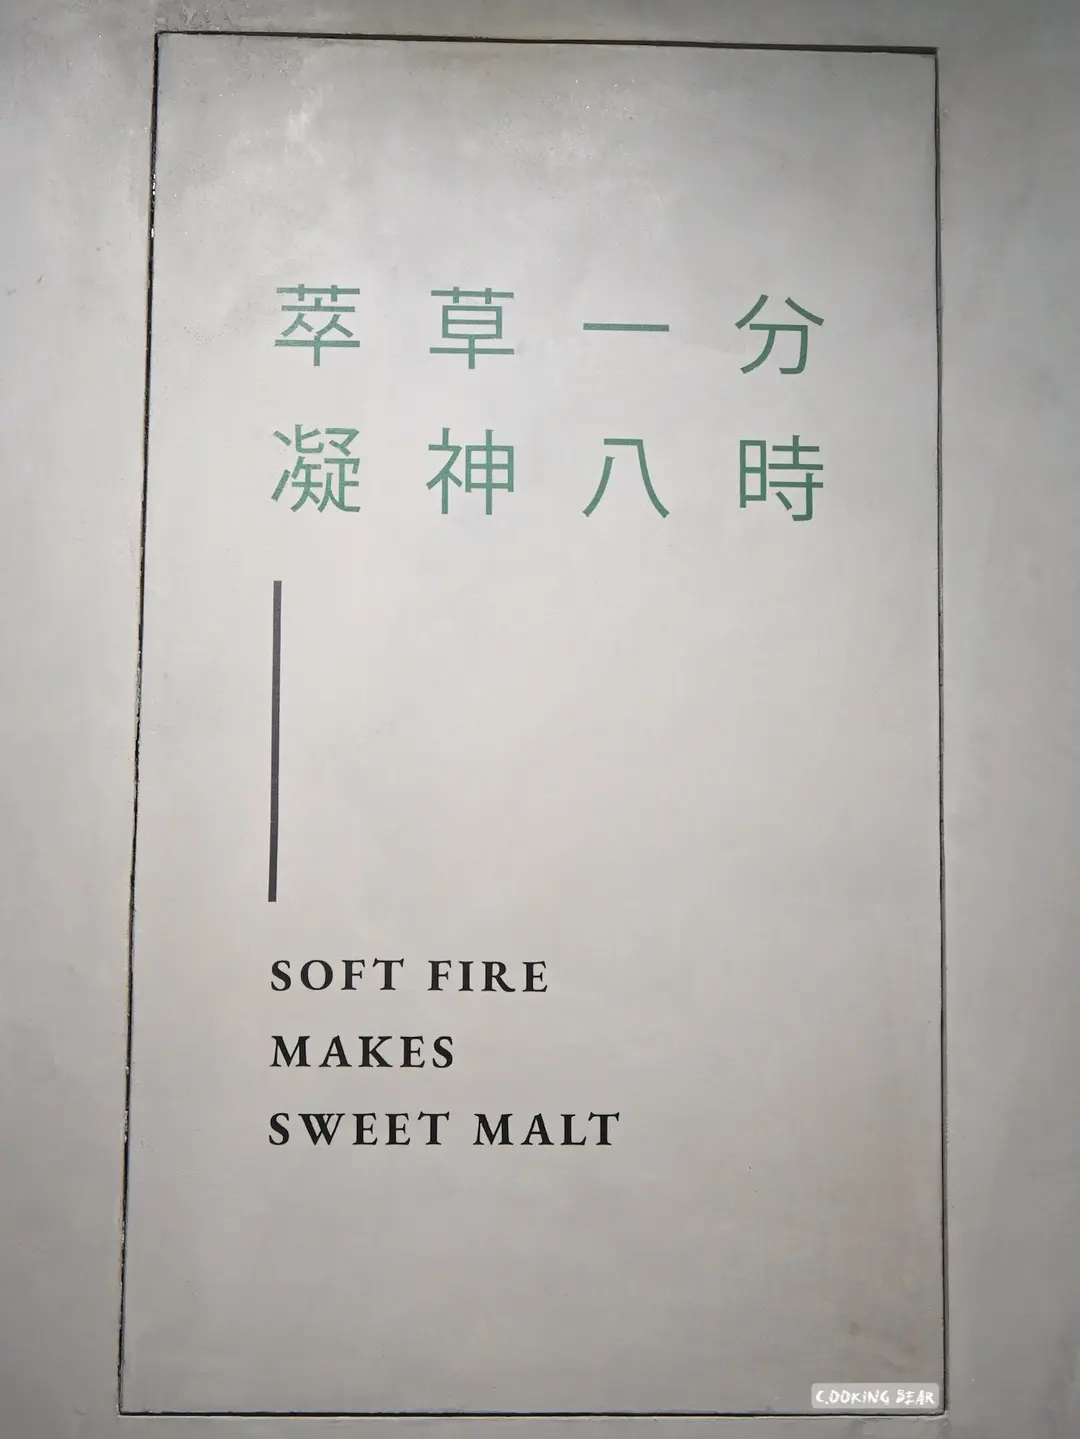 萃草一分
凝神八時
SOFT FIRE
MAKES
SWEET MALT
COOKING BEAR